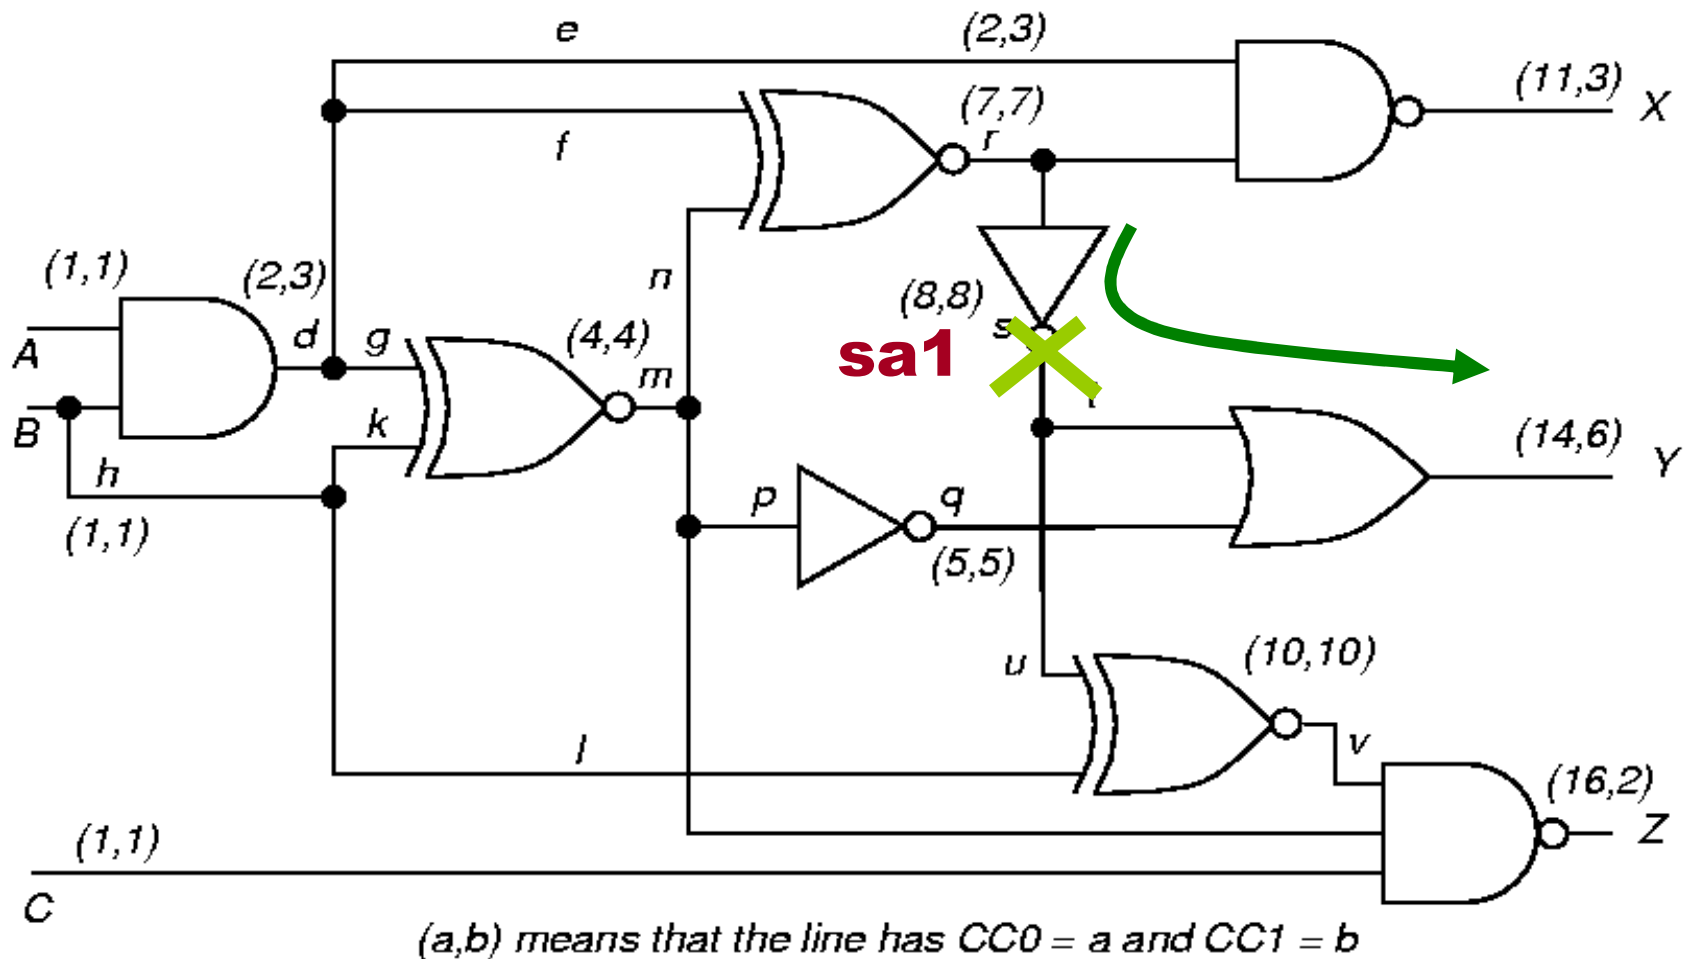 e (2,3)
(11,3) X
(7,7)
f r
(1,1) (2,3) n
(8,8)
d g (4,4) s
A sa1
m
B k
(14,6)
h Y
p q
(1,1) (5,5)
u (10,10)
l v
(16,2)
(1,1) Z
C
(a,b) means that the line has CC0 = a and CC1 = b